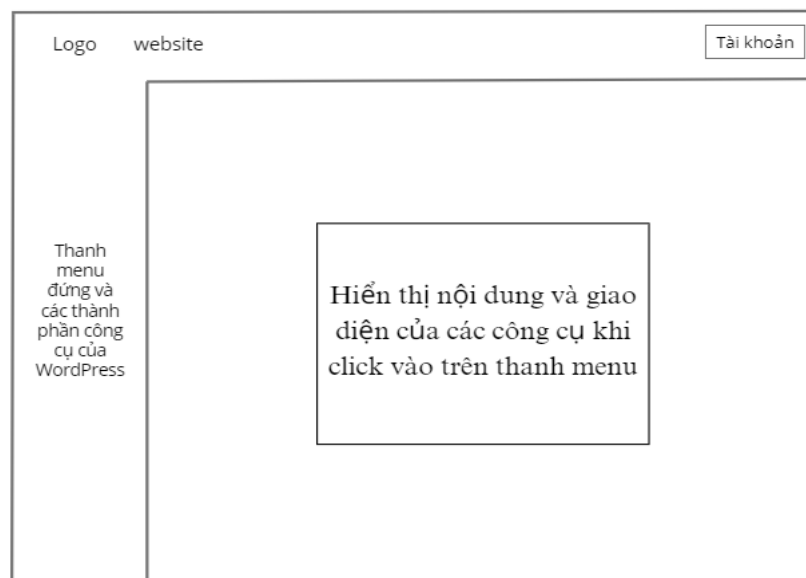 Logo website
Tài khoản
Thanh
menu
đứng và
các thành
phần công
cụ của
WordPress
Hiển thị nội dung và giao
diện của các công cụ khi
click vào trên thanh menu